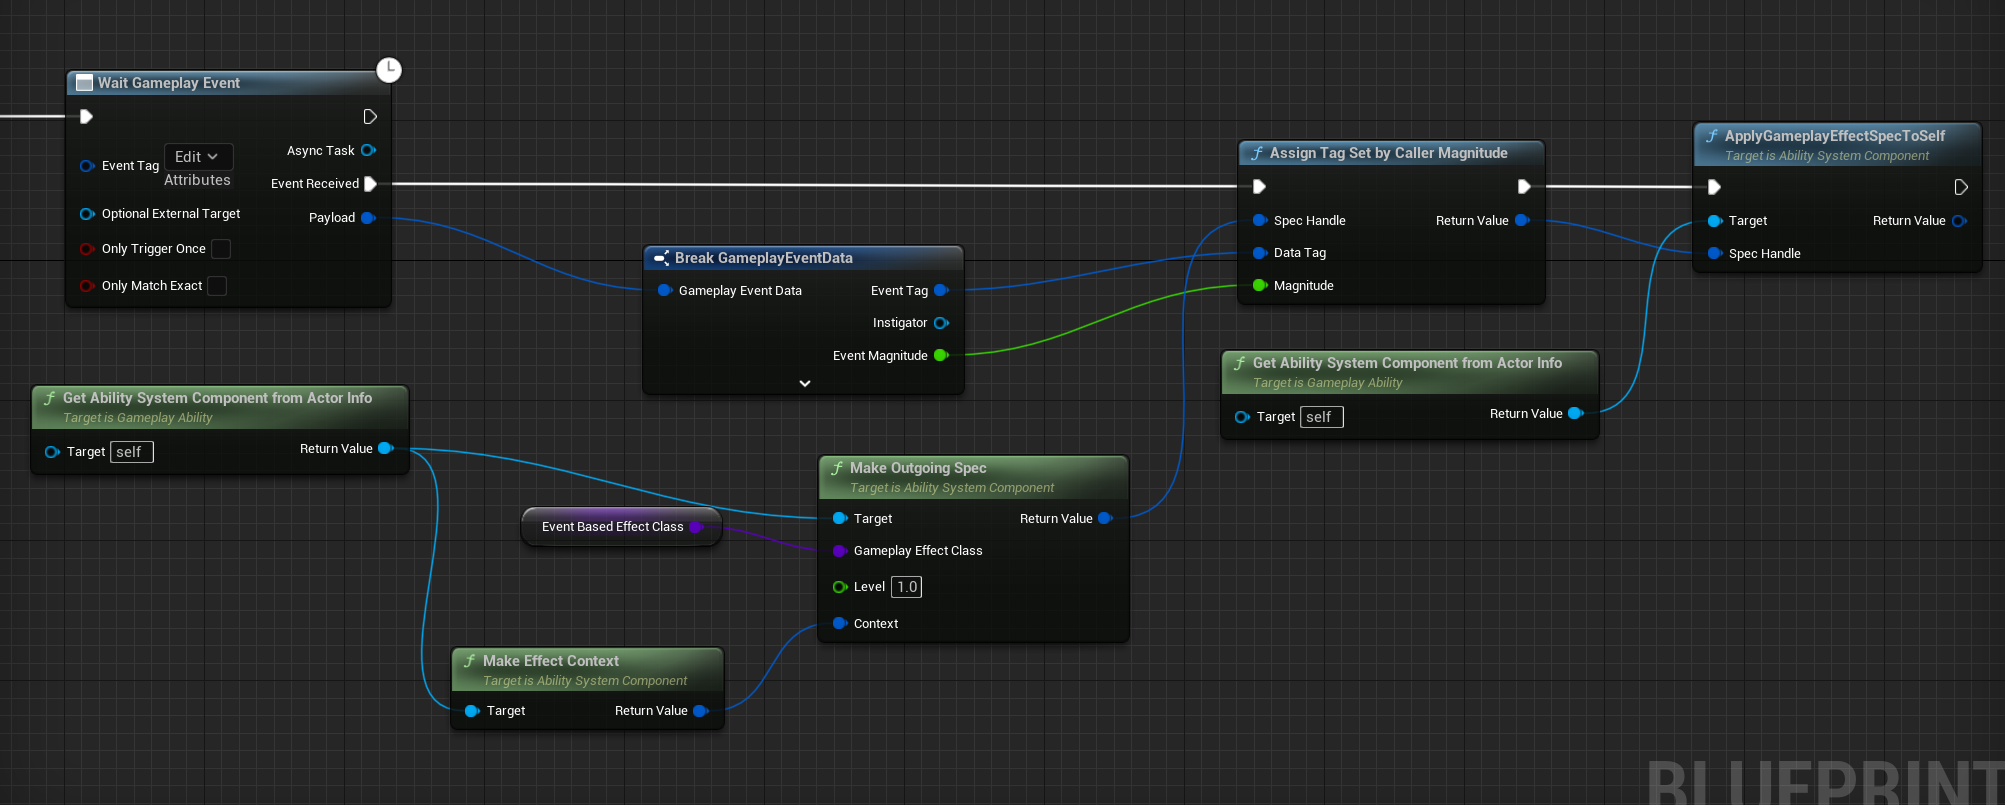 Wait Gameplay Event
Async Task
Event Tag
Edit
Attributes
Event Received
Optional External Target
Payload
Only Trigger Once
Only Match Exact
Get Ability System Component from Actor Info
Target is Gameplay Ability
Target self
Return Value
Break GameplayEventData
Gameplay Event Data
Event Tag
Instigator
Event Magnitude
Event Based Effect Class
Make Effect Context
Target is Ability System Component
Target
Return Value
Make Outgoing Spec
Target is Ability System Component
Target
Return Value
Gameplay Effect Class
Level 1.0
Context
Assign Tag Set by Caller Magnitude
Spec Handle
Return Value
Data Tag
Magnitude
Get Ability System Component from Actor Info
Target is Gameplay Ability
Target self
Return Value
ApplyGameplayEffectSpecToSelf
Target is Ability System Component
Target
Return Value
Spec Handle
BLUEPRINT